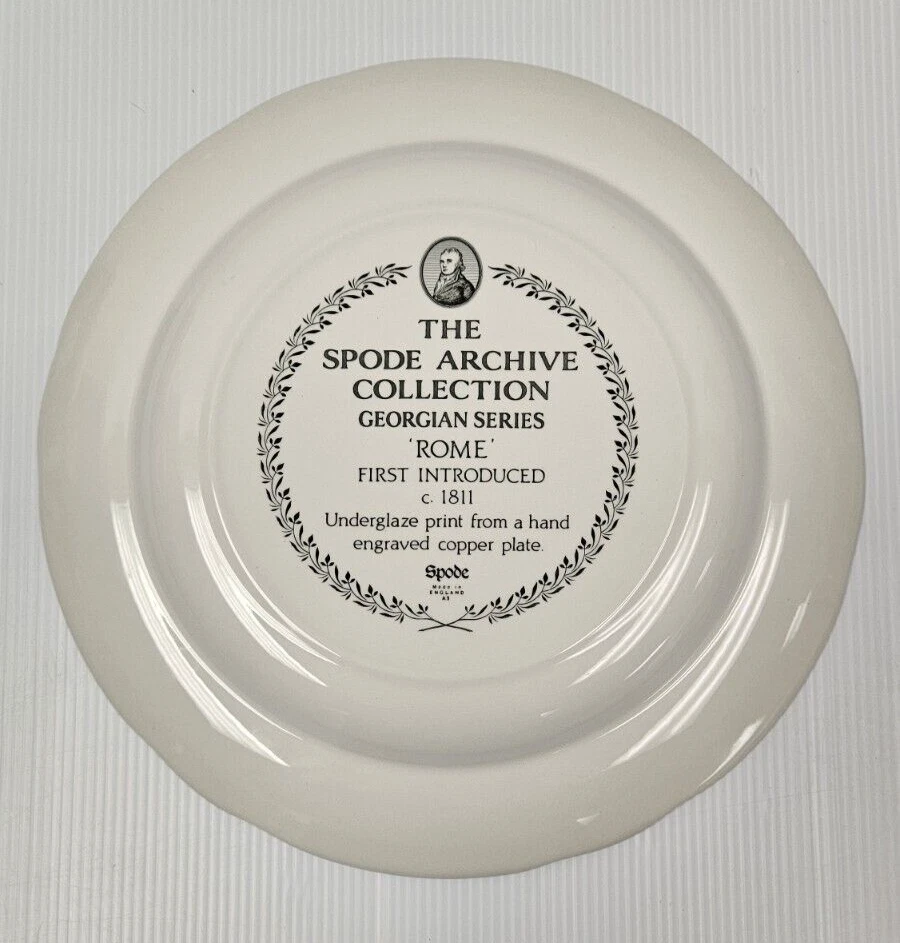 THE
SPODE ARCHIVE
COLLECTION
GEORGIAN SERIES
'ROME'
FIRST INTRODUCED
c. 1811
Underglaze print from a hand
engraved copper plate.
Spode
Made in
ENGLAND